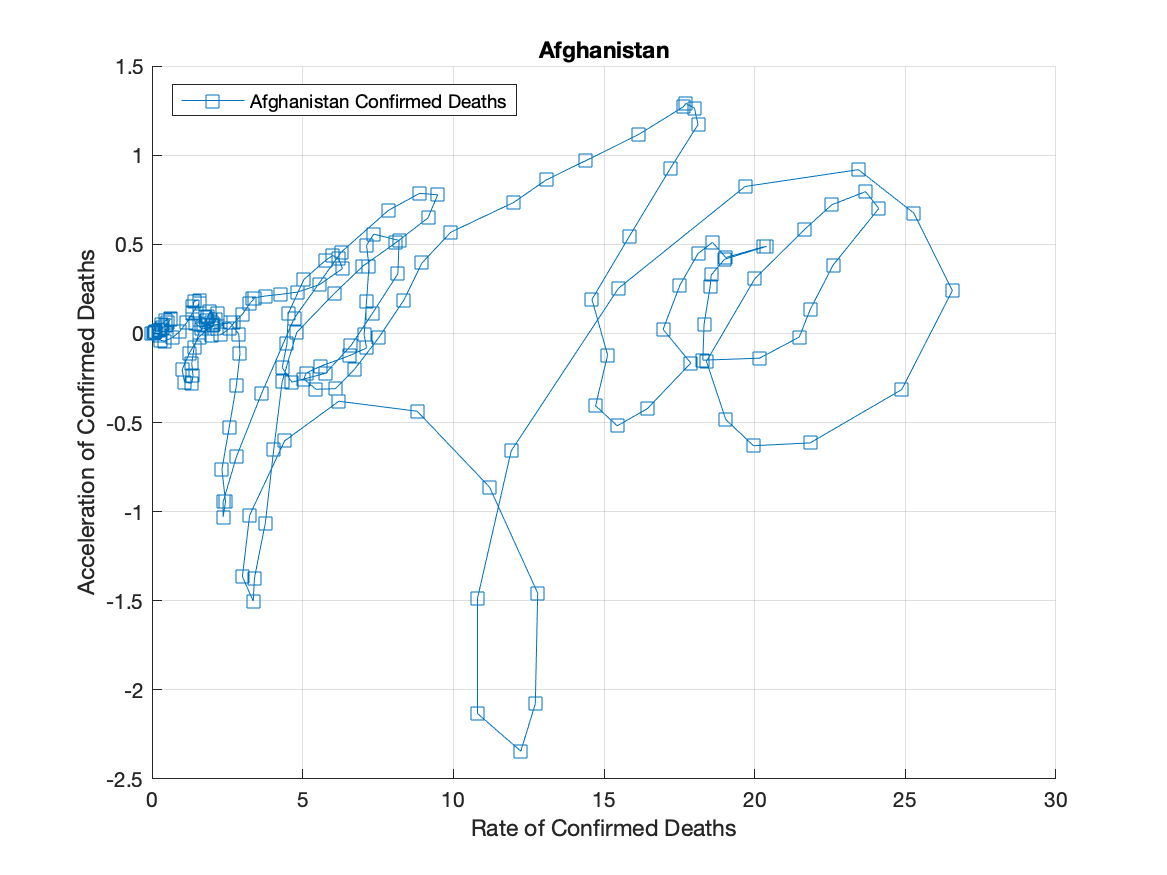 Afghanistan
Afghanistan Confirmed Deaths
1.5
1
0.5
0
-0.5
-1
-1.5
-2
-2.5
Acceleration of Confirmed Deaths
0 5 10 15 20 25 30
Rate of Confirmed Deaths